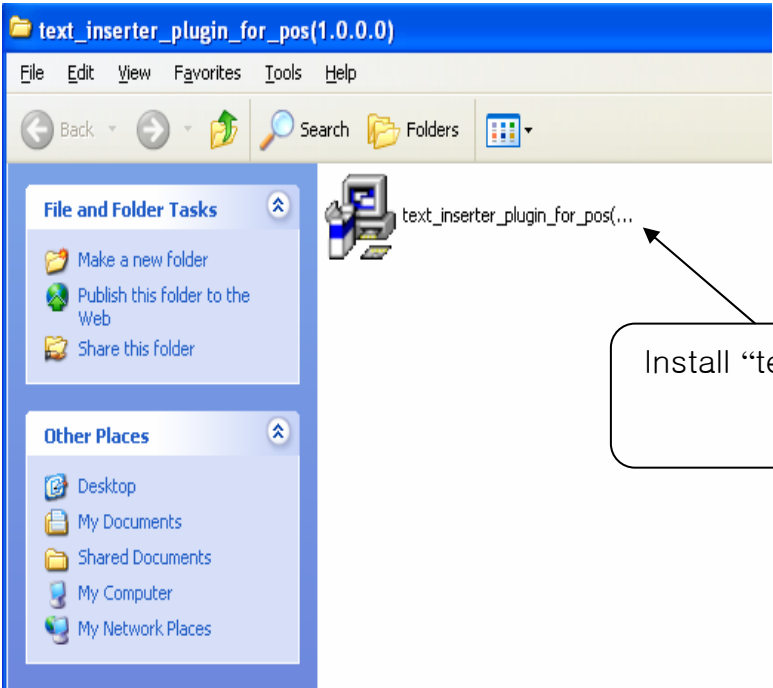 text_inserter_plugin_for_pos(1.0.0.0)
File Edit View Favorites Tools Help
Back Search Folders
File and Folder Tasks
Make a new folder
Publish this folder to the
Web
Share this folder
Other Places
Desktop
My Documents
Shared Documents
My Computer
My Network Places
text_inserter_plugin_for_pos(...
Install